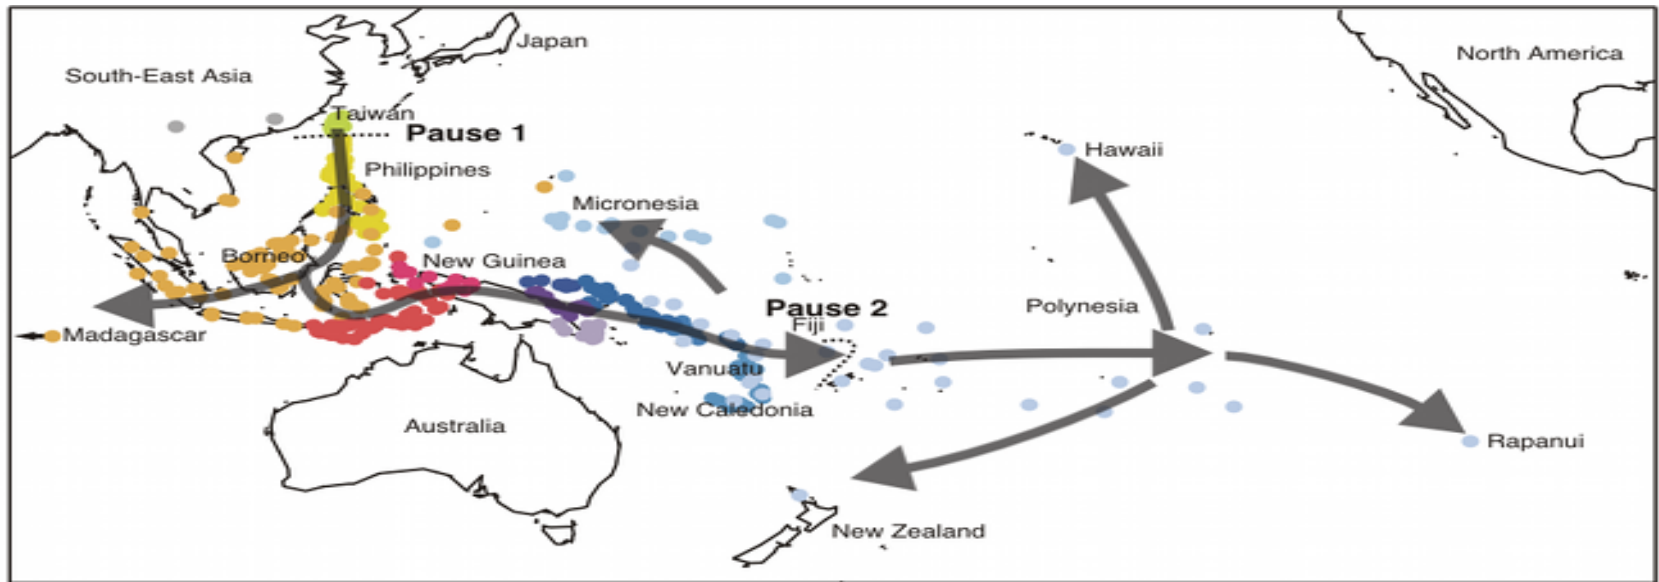 Japan
North America
South-East Asia
Taiwan
Pause 1
Hawaii
Philippines
Micronesia
Borneo
New Guinea
Pause 2
Polynesia
Fiji
Madagascar
Vanuatu
New Caledonia
Australia
Rapanui
New Zealand